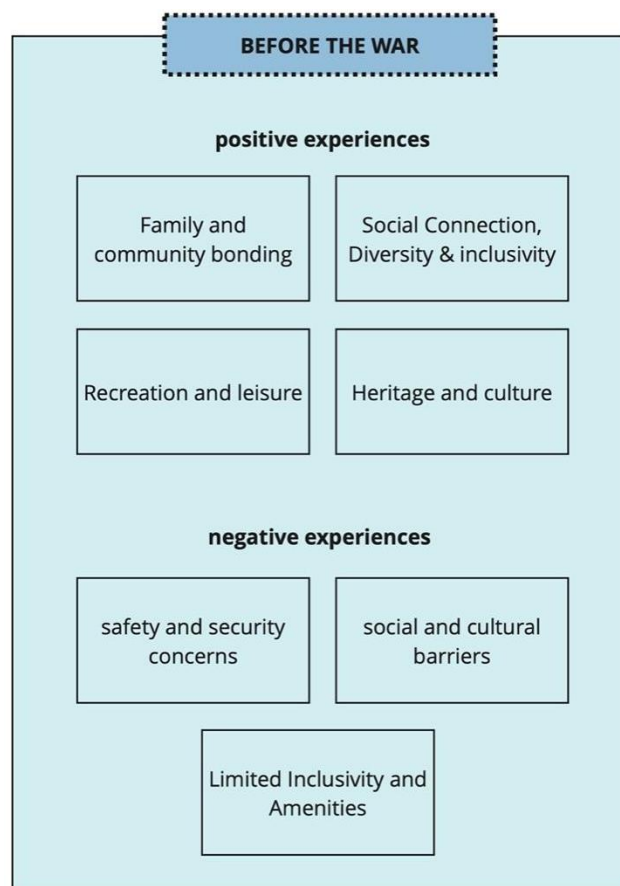 BEFORE THE WAR
positive experiences
Family and
community bonding
Social Connection,
Diversity & inclusivity
Recreation and leisure
Heritage and culture
negative experiences
safety and security
concerns
social and cultural
barriers
Limited Inclusivity and
Amenities